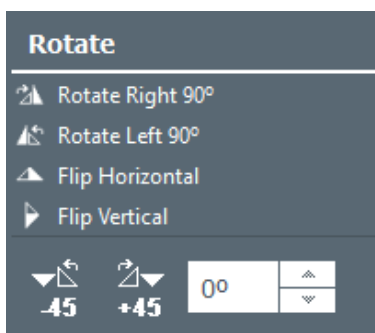 Rotate
Rotate Right 90º
Rotate Left 90º
Flip Horizontal
Flip Vertical
-45 +45 0º